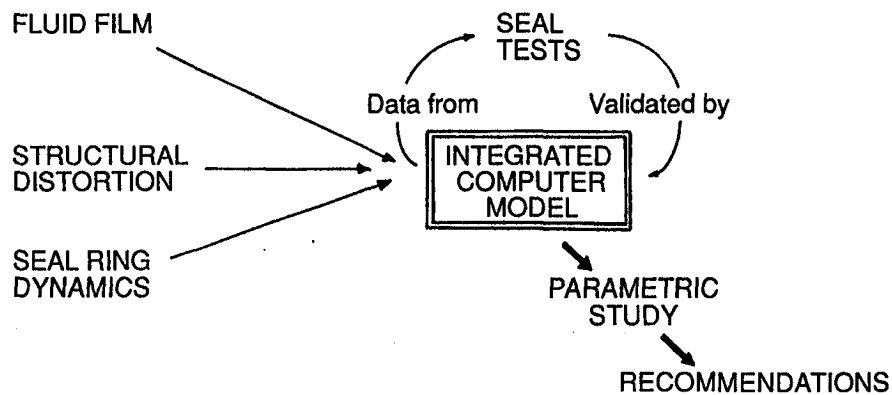 FLUID FILM
STRUCTURAL
DISTORTION
SEAL RING
DYNAMICS
SEAL
TESTS
Data from
Validated by
INTEGRATED
COMPUTER
MODEL
PARAMETRIC
STUDY
RECOMMENDATIONS